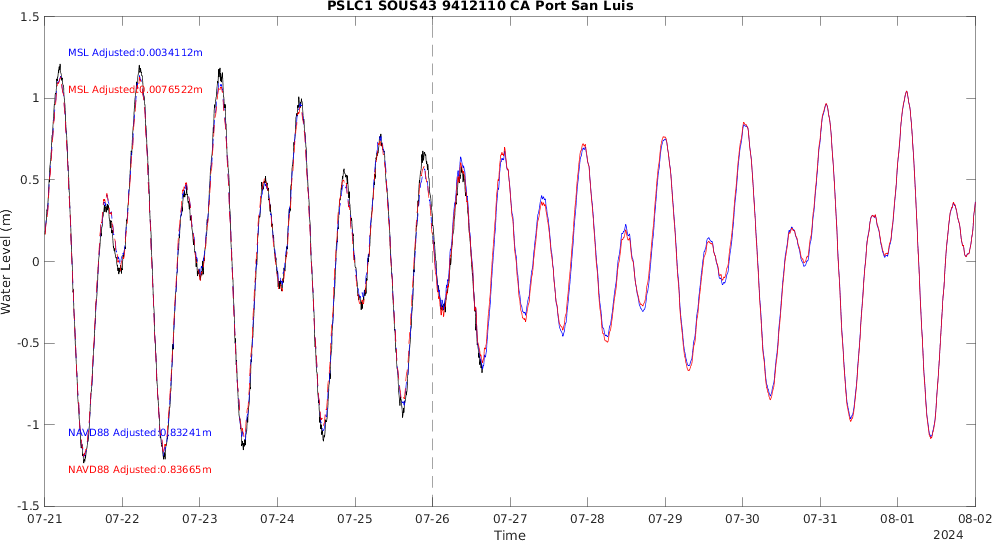 PSLC1 SOUS43 9412110 CA Port San Luis
1.5
MSL Adjusted:0.0034112m
MSL Adjusted:0.0076522m
1
0.5
0
-0.5
-1
-1.5
Water Level (m)
NAVD88 Adjusted:0.83241m
NAVD88 Adjusted:0.83665m
07-21 07-22 07-23 07-24 07-25 07-26 07-27 07-28 07-29 07-30 07-31 08-01 08-02
Time
2024